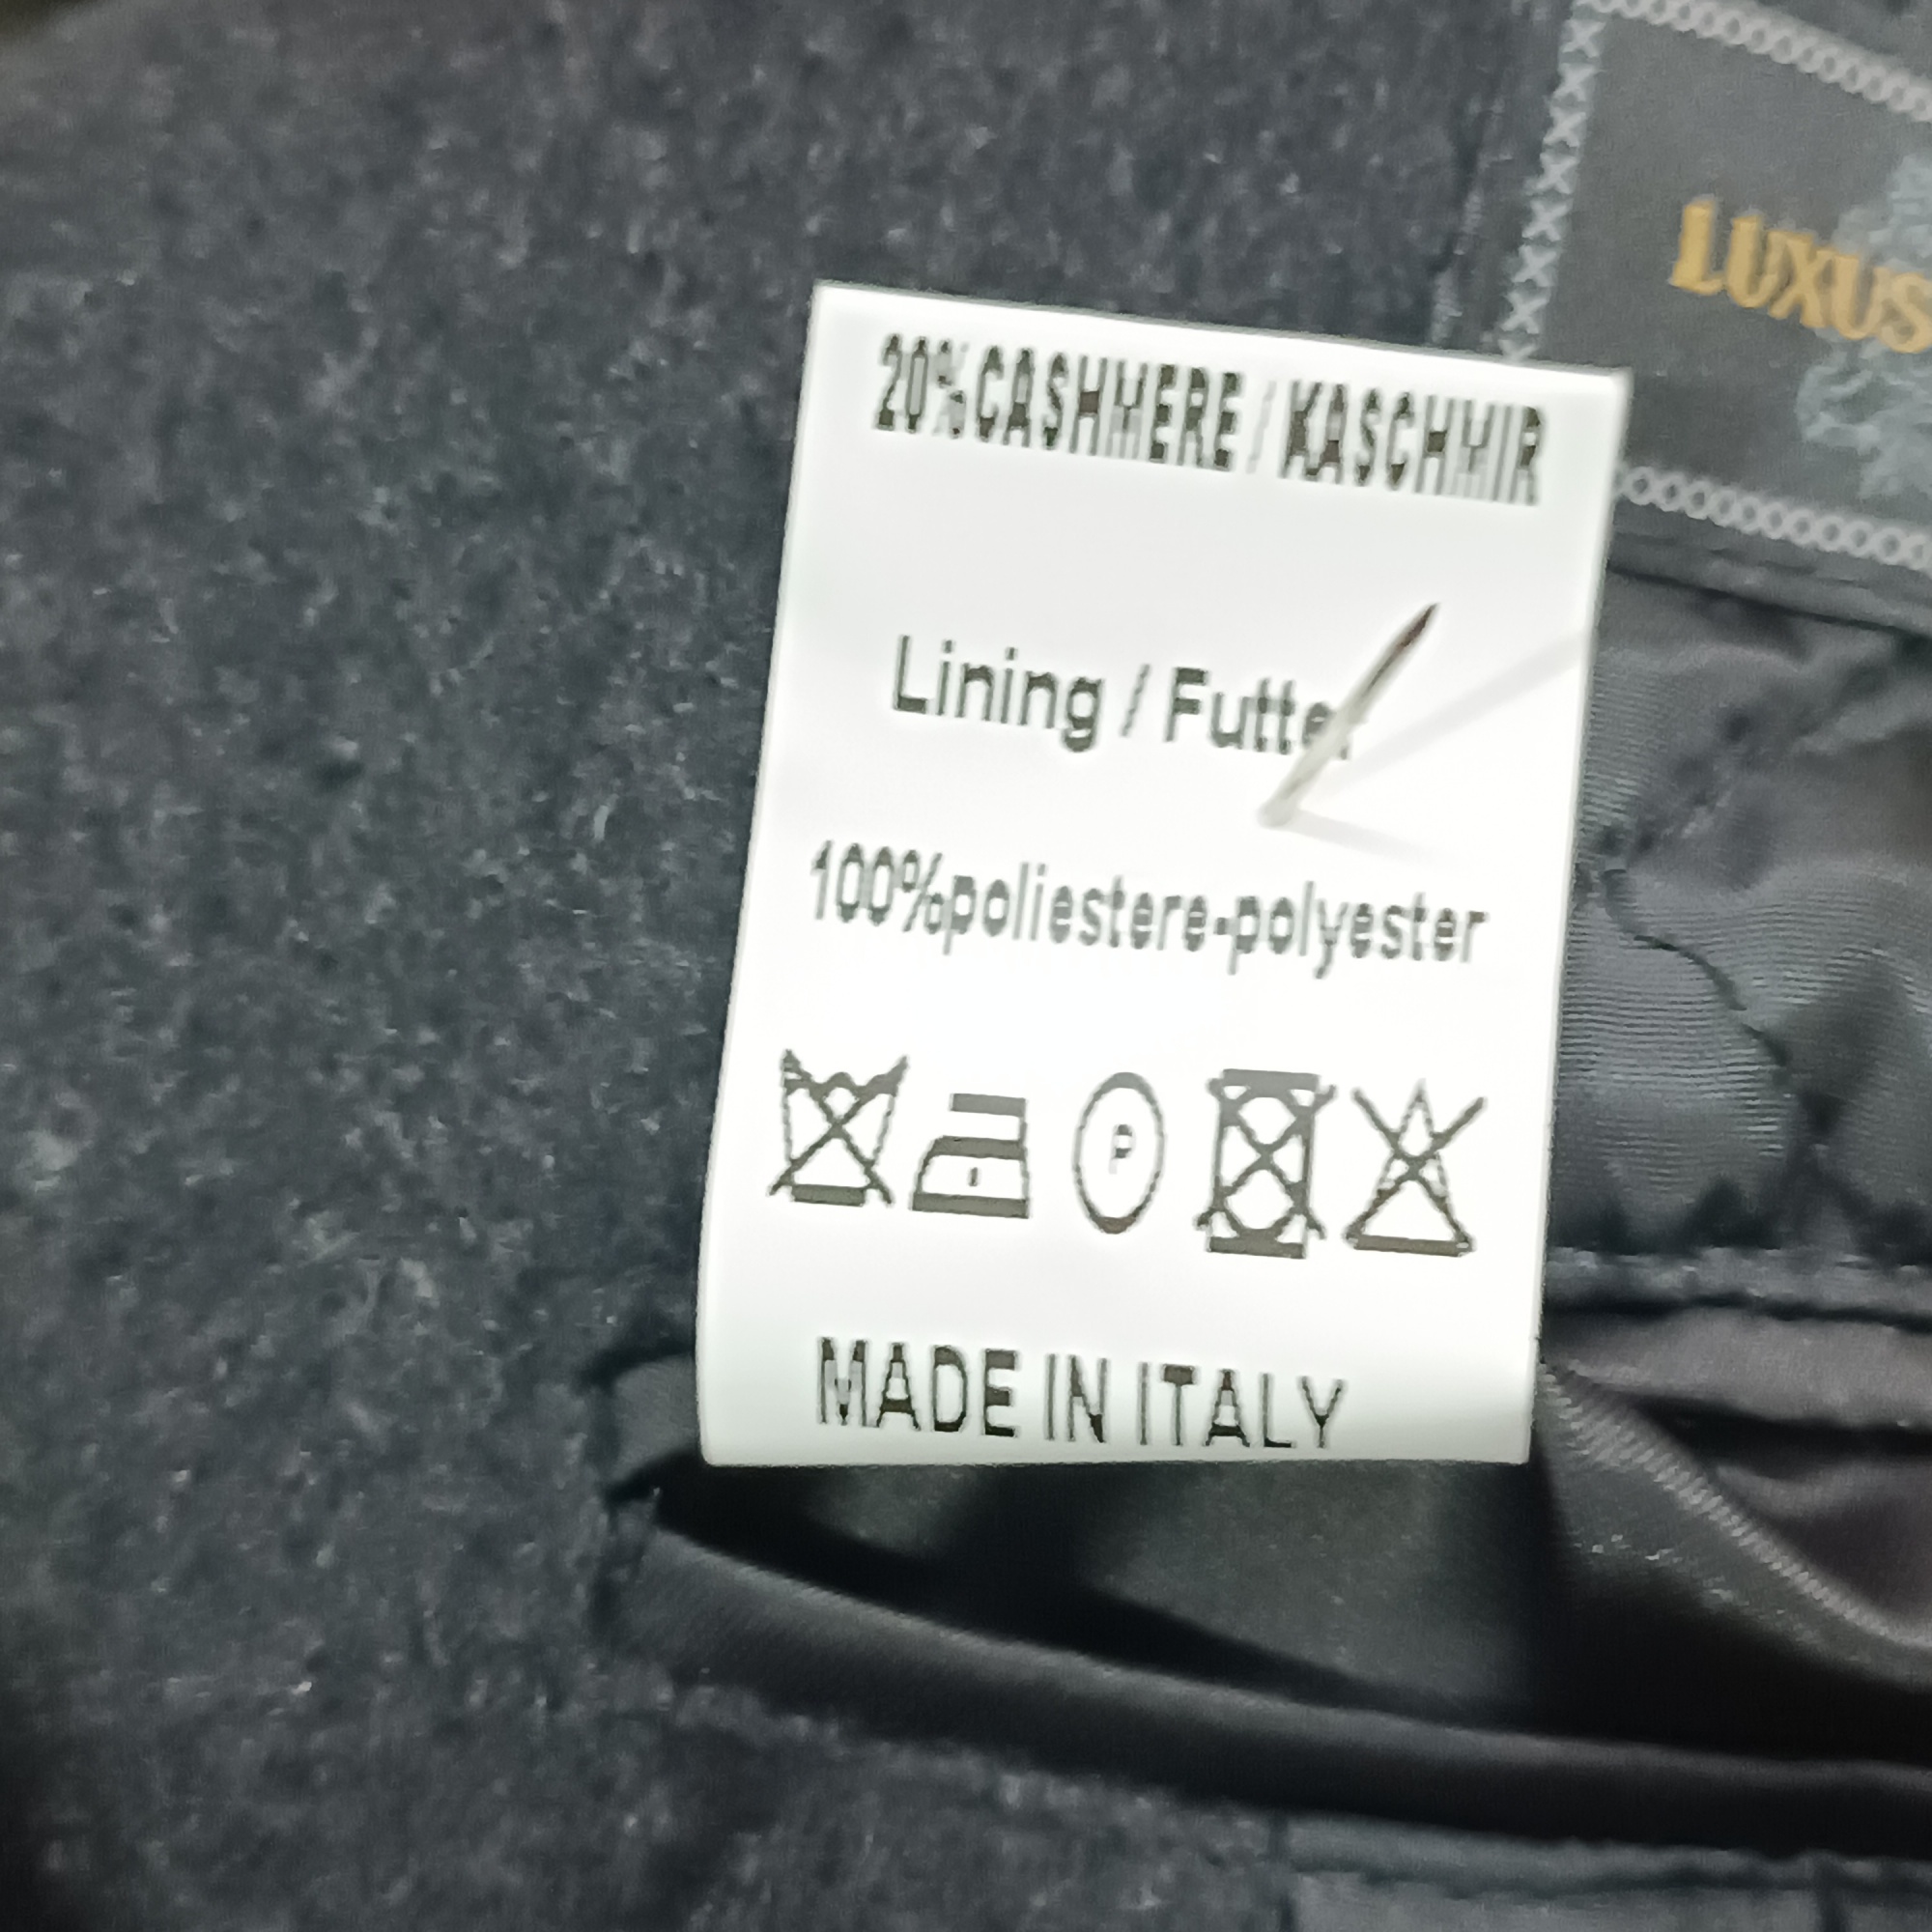 LUXUS
20%CASHMERE / KASCHMIR
Lining / Futter
100%poliestere-polyester
P
MADE IN ITALY